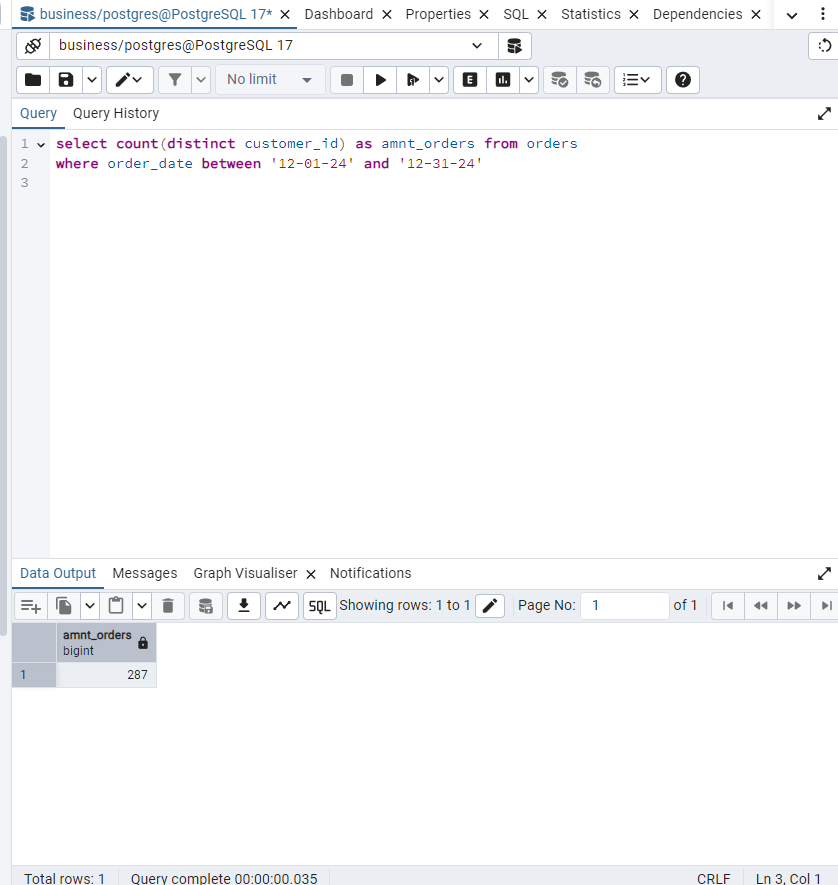 business/postgres@PostgreSQL 17* Dashboard Properties SQL Statistics Dependencies
business/postgres@PostgreSQL 17
No limit E
Query Query History
1 select count(distinct customer_id) as amnt_orders from orders
2 where order_date between '12-01-24' and '12-31-24'
3
Data Output Messages Graph Visualiser Notifications
SQL Showing rows: 1 to 1 Page No: 1 of 1
amnt_orders
bigint
1 287
Total rows: 1 Query complete 00:00:00.035 CRLF Ln 3, Col 1